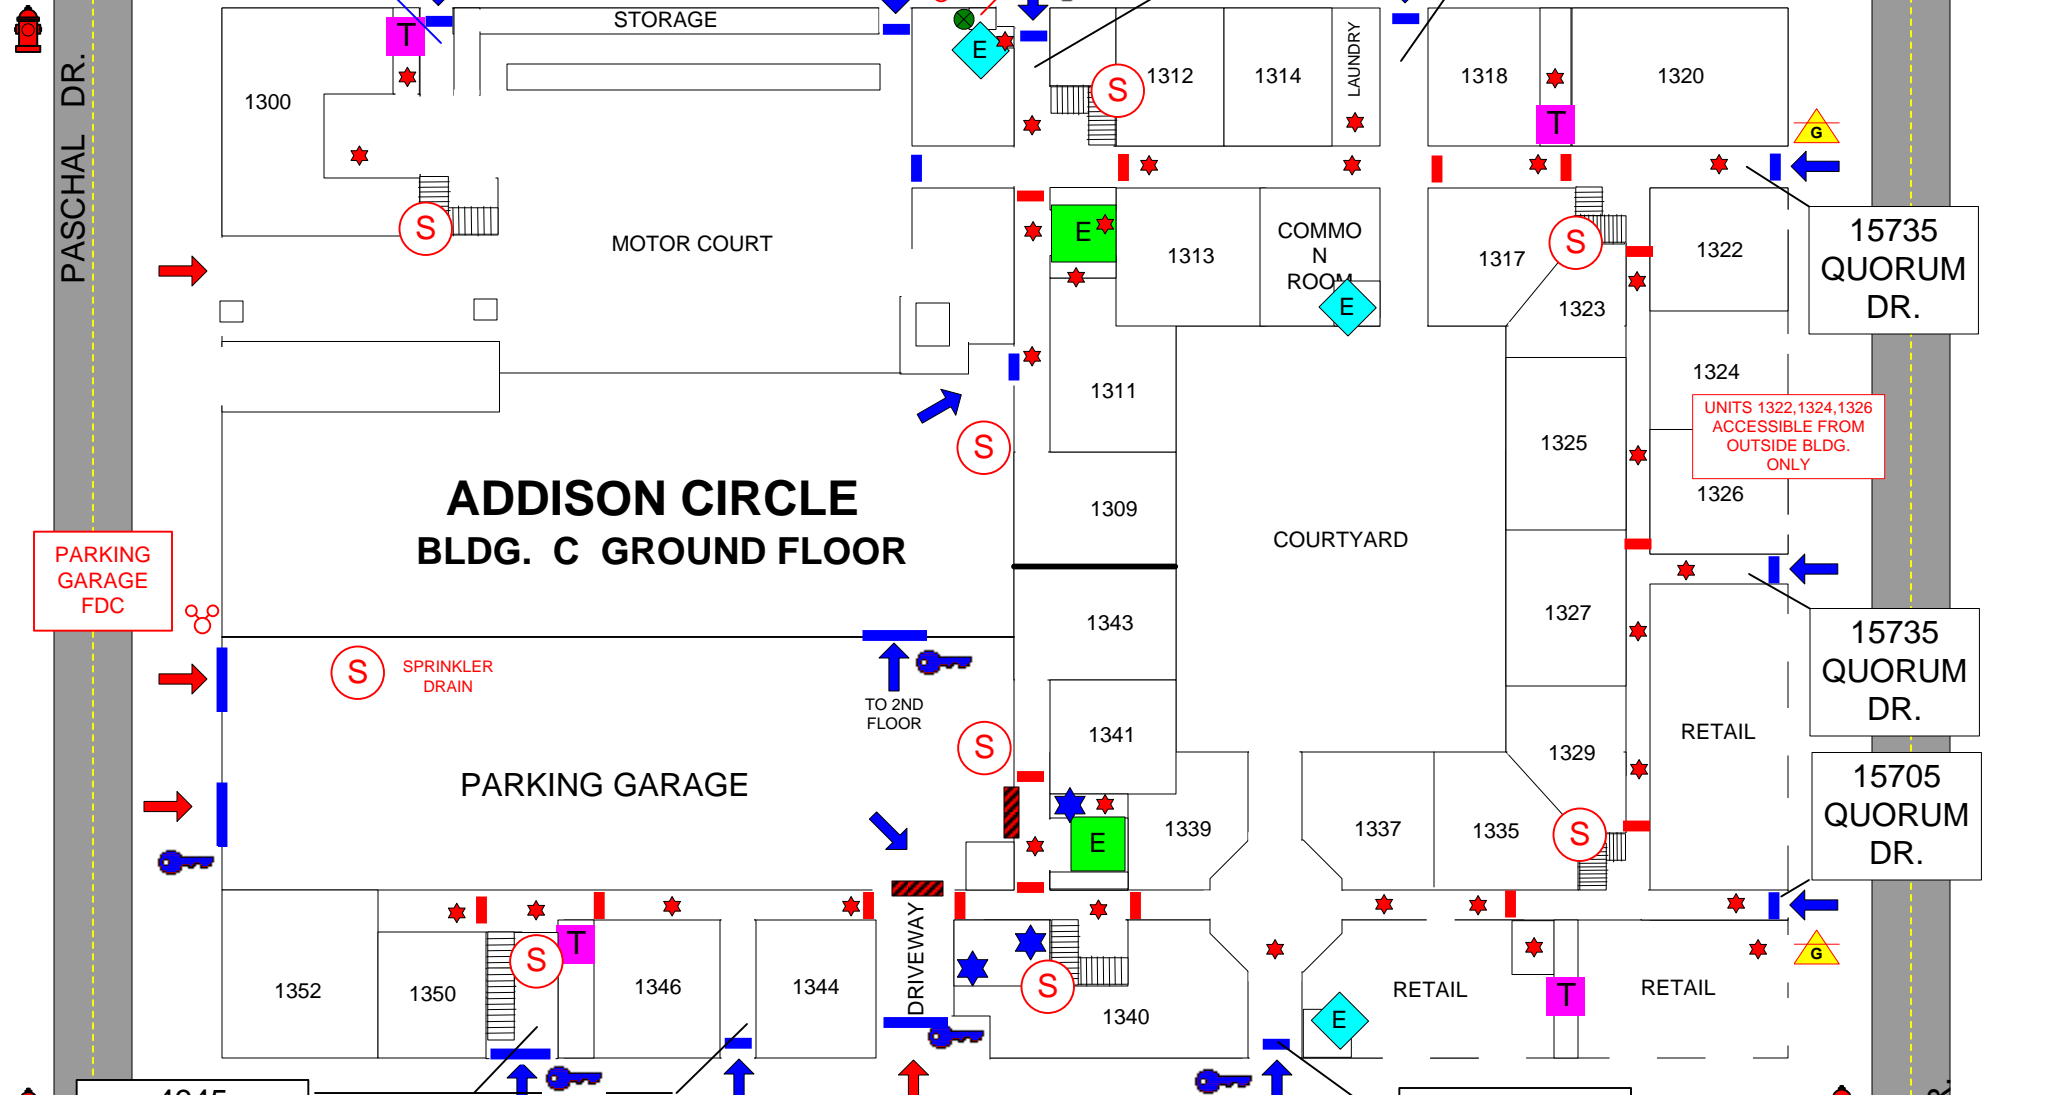 STORAGE
T
E
LAUNDRY
1300
S
1312
1314
1318
1320
T
G
PASCHAL DR.
S
MOTOR COURT
E
1313
COMMO
N
ROOM
E
1317
S
1323
1322
15735
QUORUM
DR.
1311
1324
UNITS 1322,1324,1326
ACCESSIBLE FROM
OUTSIDE BLDG.
ONLY
1325
1326
S
ADDISON CIRCLE
BLDG. C GROUND FLOOR
1309
COURTYARD
PARKING
GARAGE
FDC
1343
1327
15735
QUORUM
DR.
S
SPRINKLER
DRAIN
TO 2ND
FLOOR
S
1341
1329
RETAIL
PARKING GARAGE
15705
QUORUM
DR.
E
1339
1337
1335
S
DRIVEWAY
T
S
1352
1350
1346
1344
S
1340
E
RETAIL
T
RETAIL
G